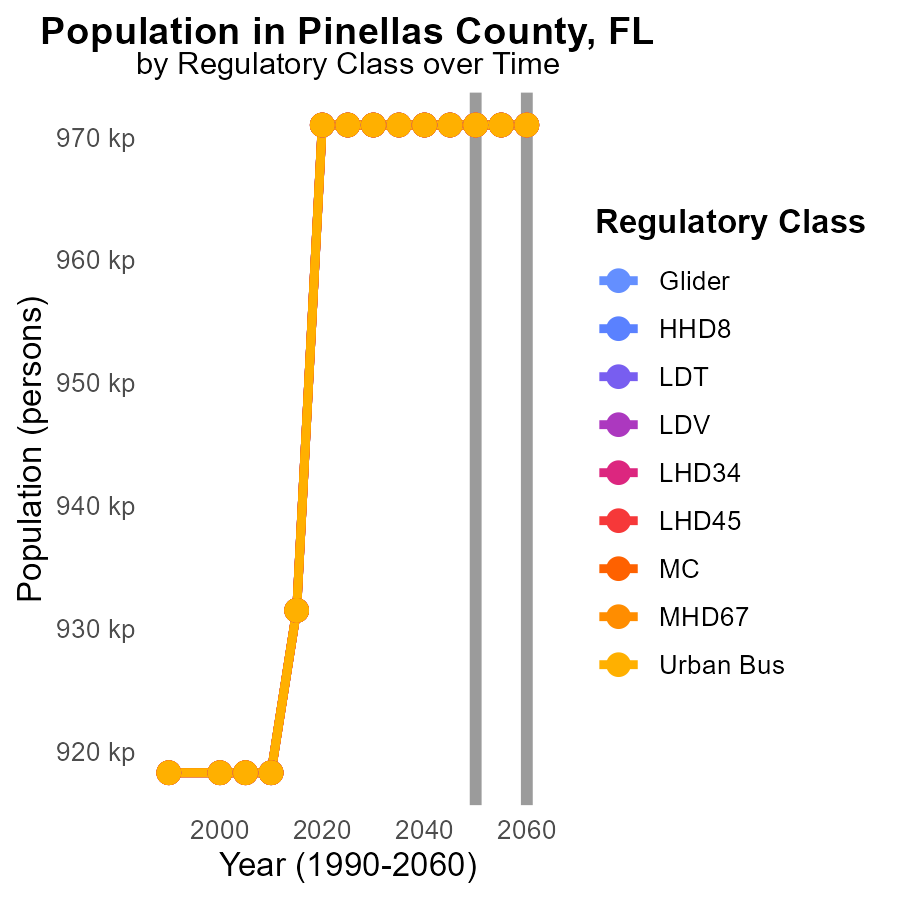 Population in Pinellas County, FL
by Regulatory Class over Time
Population (persons)
970 kp
960 kp
950 kp
940 kp
930 kp
920 kp
2000 2020 2040 2060
Year (1990-2060)
Regulatory Class
Glider
HHD8
LDT
LDV
LHD34
LHD45
MC
MHD67
Urban Bus